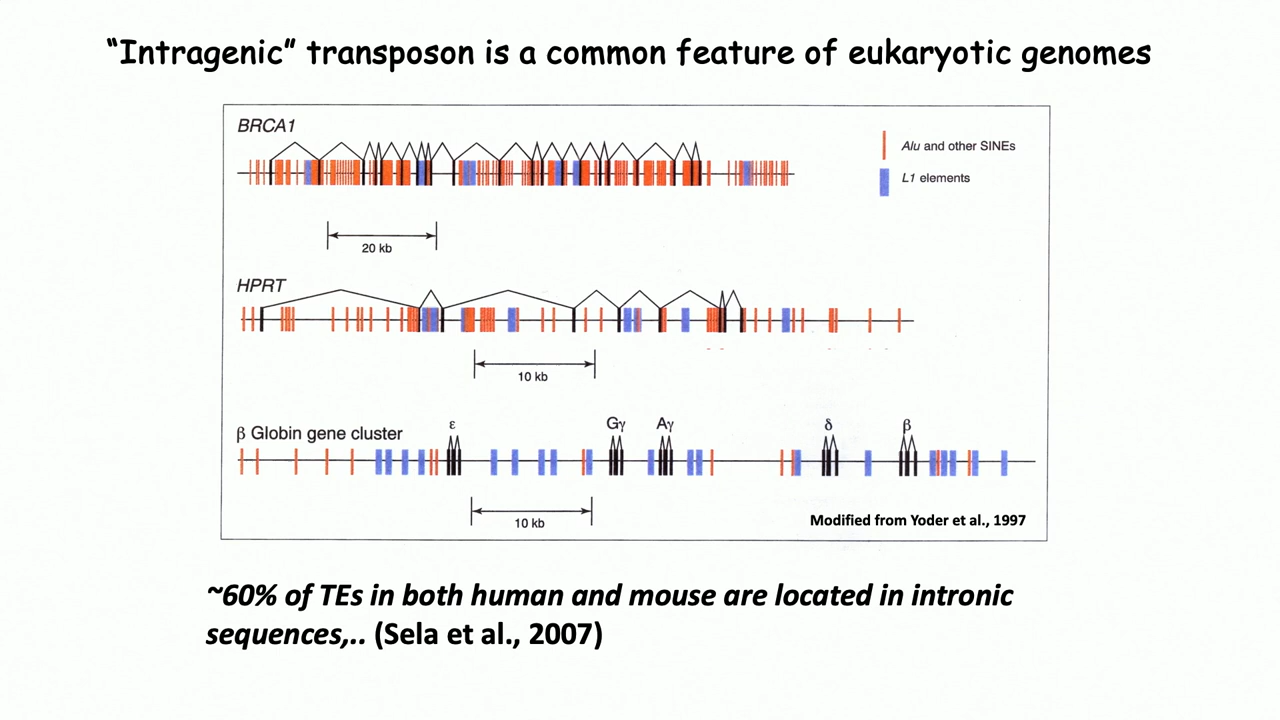 “Intragenic” transposon is a common feature of eukaryotic genomes
BRCA1
Alu and other SINEs
L1 elements
20 kb
HPRT
10 kb
β Globin gene cluster
ε
Gγ
Aγ
δ
β
10 kb
Modified from Yoder et al., 1997
~60% of TEs in both human and mouse are located in intronic
sequences,.. (Sela et al., 2007)